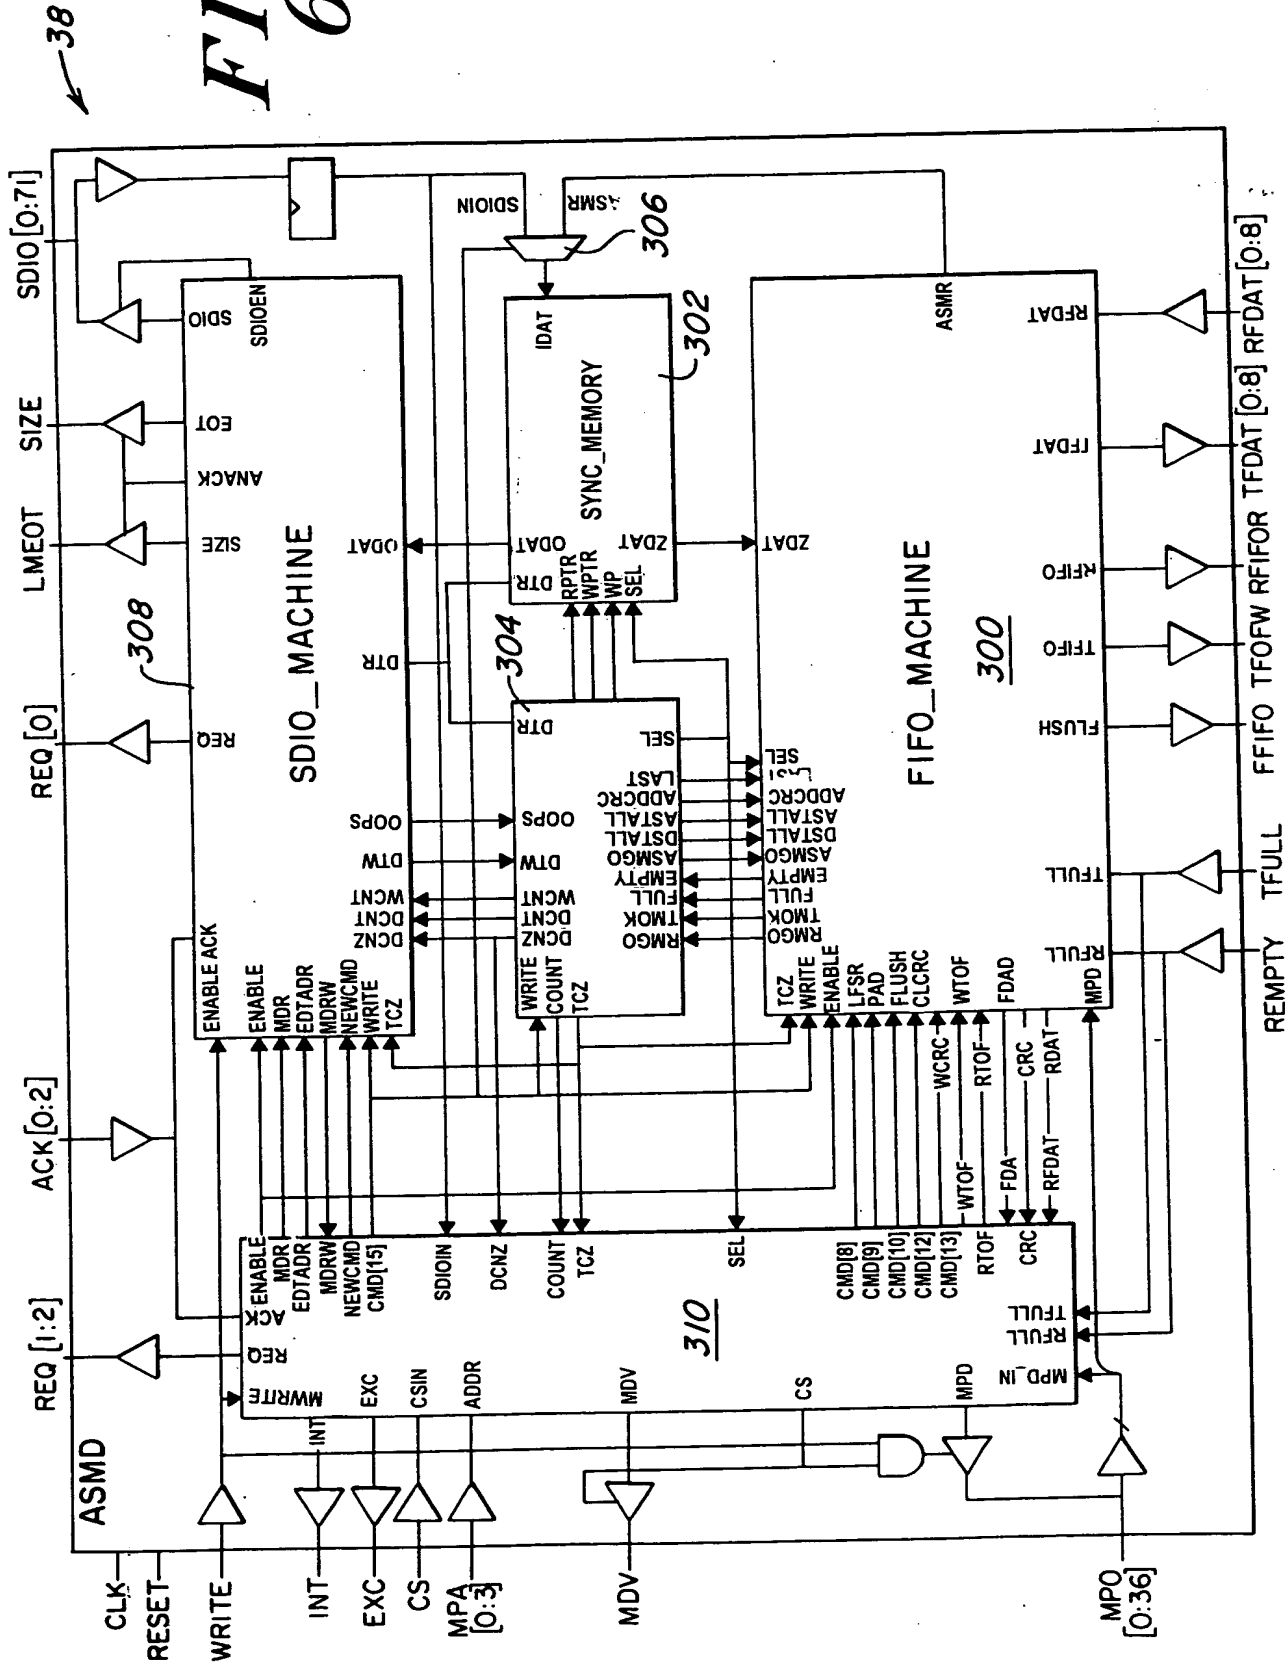 38
FI
6
ASMD
CLK
RESET
WRITE
INT
EXC
CS
MPA
[0:3]
MDV
MPO
[0:36]
REQ [1:2]
ACK [0:2]
REQ [0]
LMEOT
SIZE
SDIO [0:71]
308
SDIO_MACHINE
REQ
SIZE
ANACK
EOT
SDIO
SDIOEN
ENABLE ACK
ENABLE
MDR
EDTADR
MDRW
NEWCMD
WRITE
TCZ
DCNZ
DCNT
WCNT
DTW
OOPS
DTR
ODAT
SDIOIN
ASMR
306
IDAT
SYNC_MEMORY
302
ODAT
ZDAT
DTR
RPTR
WPTR
WP
SEL
304
DTR
SEL
OOPS
DTW
WCNT
DCNT
DCNZ
WRITE
COUNT
TCZ
LAST
ADDCRC
ASTALL
DSTALL
ASMGO
EMPTY
FULL
TMOK
RMGO
FIFO_MACHINE
300
ASMR
ZDAT
SEL
ADDCRC
ASTALL
DSTALL
ASMGO
EMPTY
FULL
TMOK
RMGO
TCZ
WRITE
ENABLE
LFSR
PAD
FLUSH
CLCRC
WCRC
WTOF
RTOF
FDAD
CRC
RDAT
MPD
RFULL
TFULL
FLUSH
TFIFO
RFIFO
TFDAT
RFDAT
310
MWRITE
REQ
ACK
ENABLE
MDR
EDTADR
MDRW
NEWCMD
CMD[15]
SDIOIN
DCNZ
COUNT
TCZ
SEL
CMD[8]
CMD[9]
CMD[10]
CMD[12]
CMD[13]
WTOF
RTOF
FDA
CRC
RFDAT
TFULL
RFULL
MPD_IN
INT
EXC
CSIN
ADDR
MDV
CS
MPD
REMPTY
TFULL
FFIFO
TFOFW
RFIFOR
TFDAT [0:8]
RFDAT [0:8]